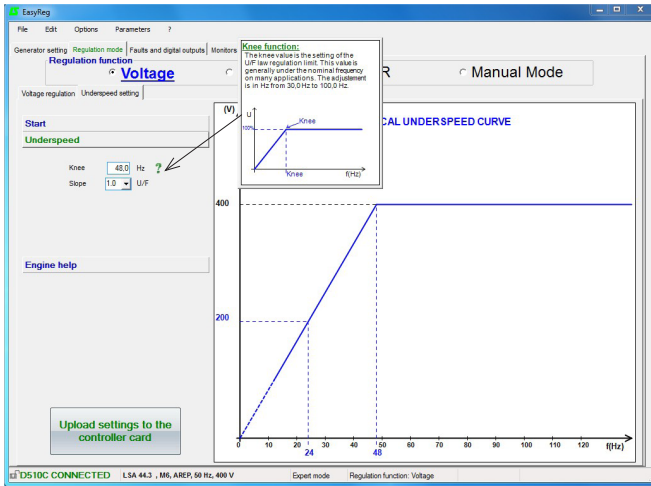 EasyReg
File Edit Options Parameters ?
Generator setting Regulation mode Faults and digital outputs Monitors
Regulation function
Voltage
R
Manual Mode
Voltage regulation Underspeed setting
Knee function:
The knee value is the setting of the
U/F law regulation limit. This value is
generally under the nominal frequency
on many applications. The adjustement
is in Hz from 30,0 Hz to 100,0 Hz.
U
Knee
100%
Knee
f(Hz)
Start
Underspeed
Knee 48,0 Hz ?
Slope 1.0 U/F
Engine help
Upload settings to the
controller card
(V)
CAL UNDERSPEED CURVE
400
200
0 10 20 30 40 50 60 70 80 90 100 110 120 f(Hz)
24 48
D510C CONNECTED LSA 44.3 , M6, AREP, 50 Hz, 400 V Expert mode Regulation function: Voltage